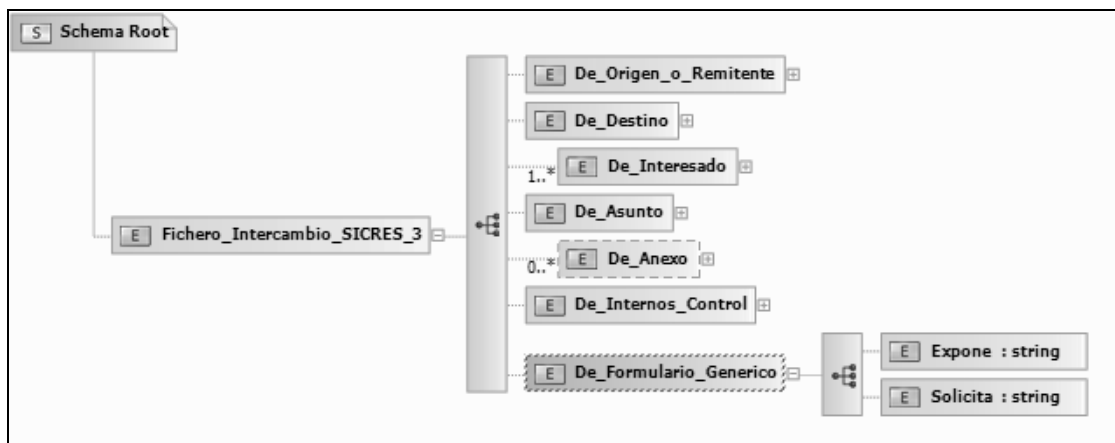 S Schema Root
E De_Origen_o_Remitente
E De_Destino
1..* E De_Interesado
E De_Asunto
E Fichero_Intercambio_SICRES_3
0..* E De_Anexo
E De_Internos_Control
E Expone : string
E De_Formulario_Generico
E Solicita : string